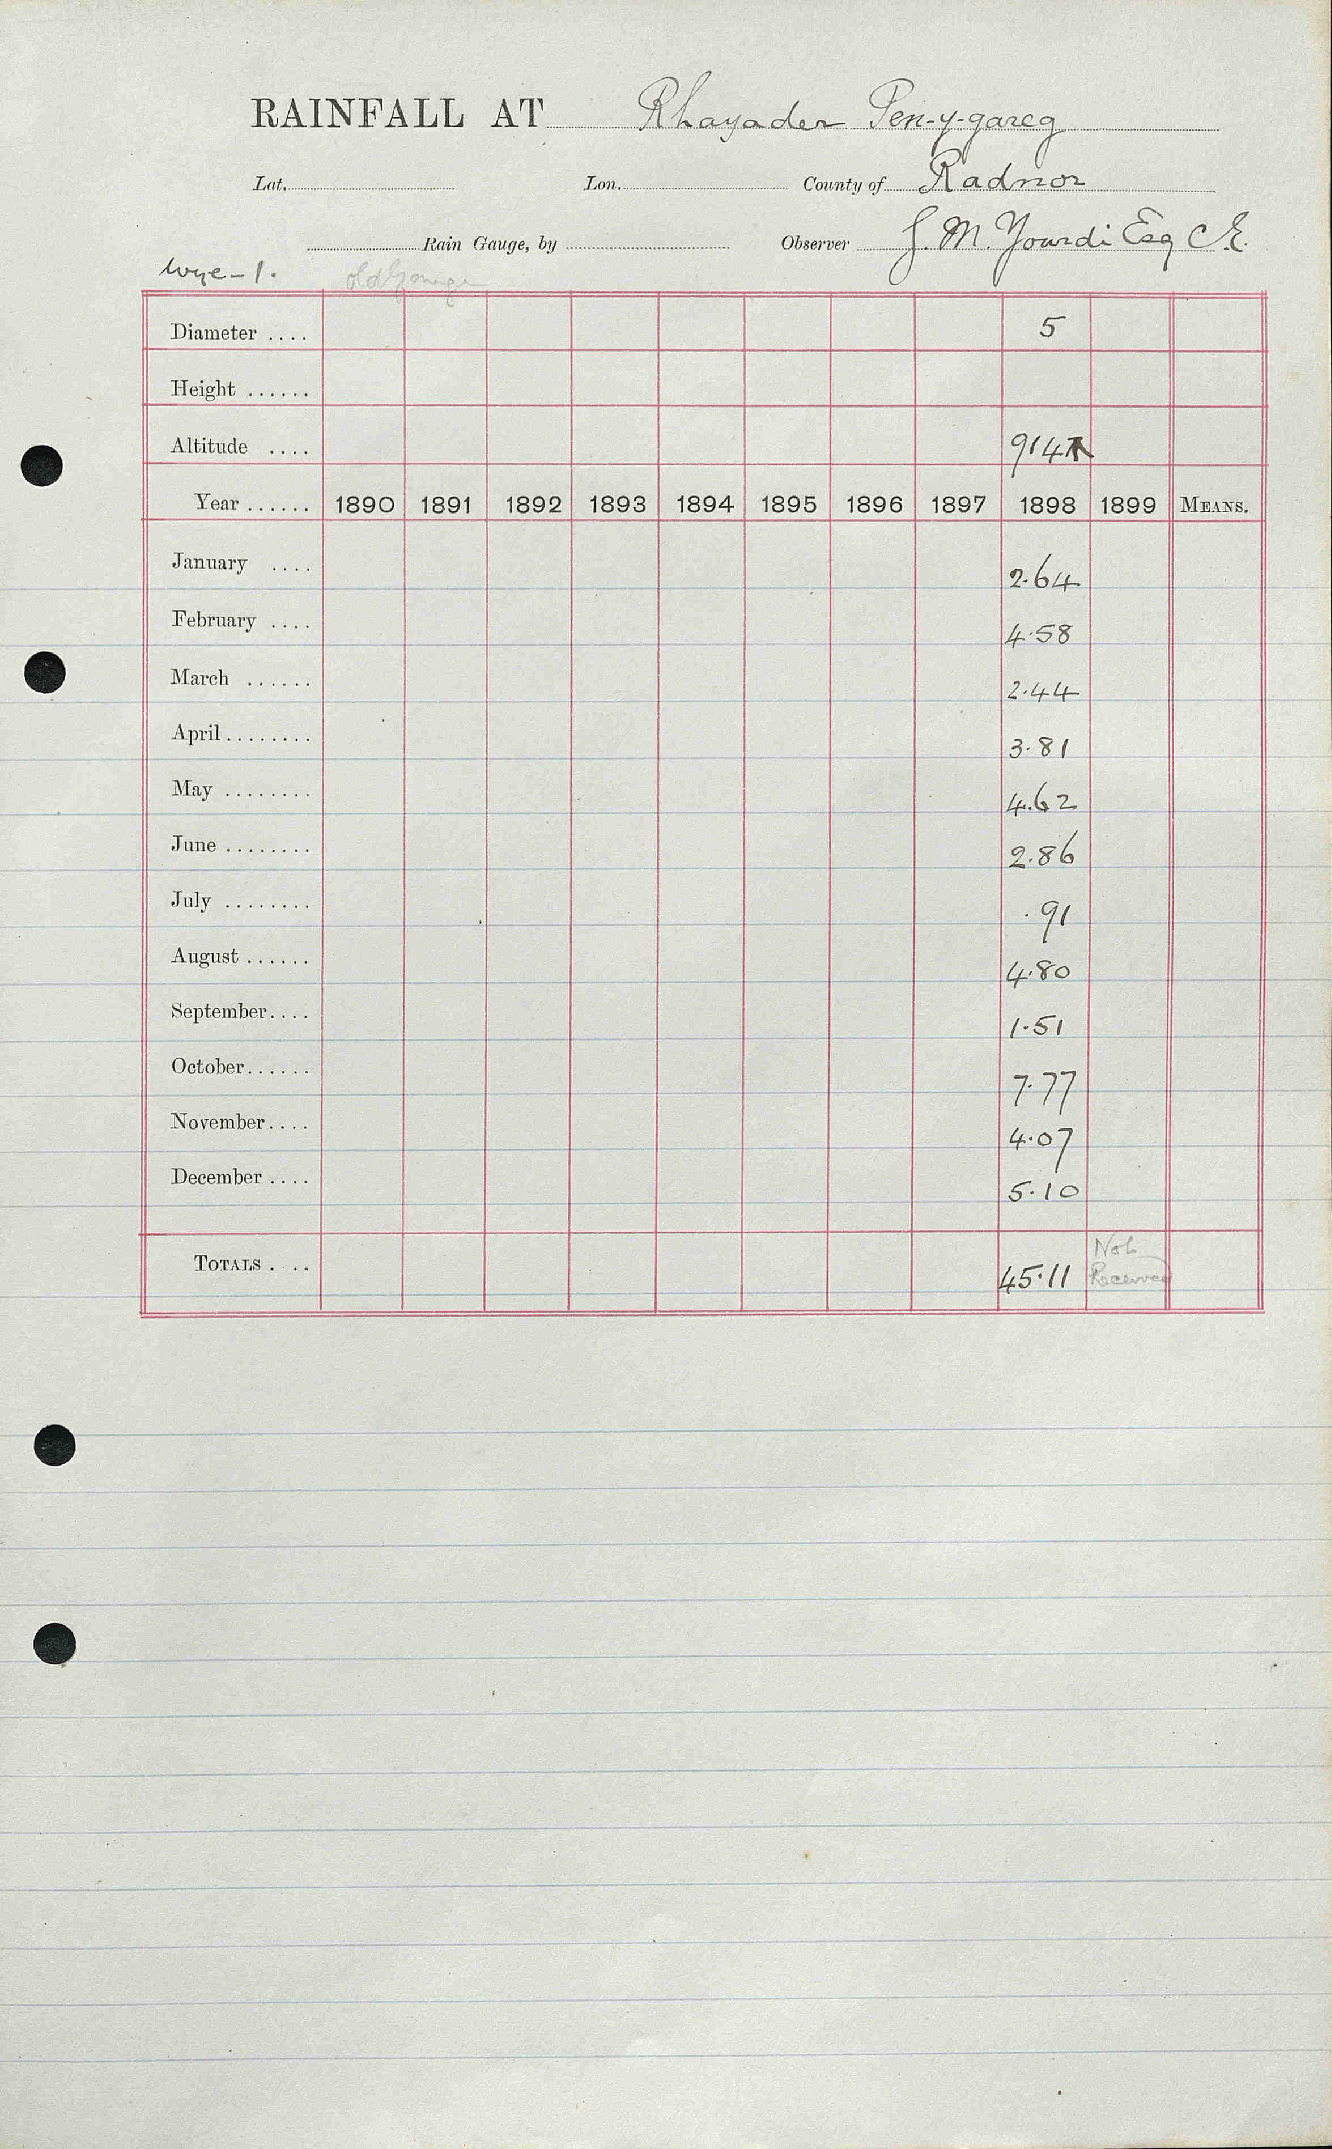 RAINFALL AT Rhayader Pen-y-gareg
Lat. Lon. County of Radnor
Rain Gauge, by Observer G. M. Yourdi Esq C.E.
Wye-1. old Gauge
Diameter .... 5
Height ......
Altitude .... 914
Year ...... 1890 1891 1892 1893 1894 1895 1896 1897 1898 1899 MEANS.
January .... 2.64
February .... 4.58
March ...... 2.44
April ........ 3.81
May ........ 4.62
June ........ 2.86
July ........ .91
August ...... 4.80
September.... 1.51
October...... 7.77
November.... 4.07
December .... 5.10
TOTALS . .. 45.11 Not
Received